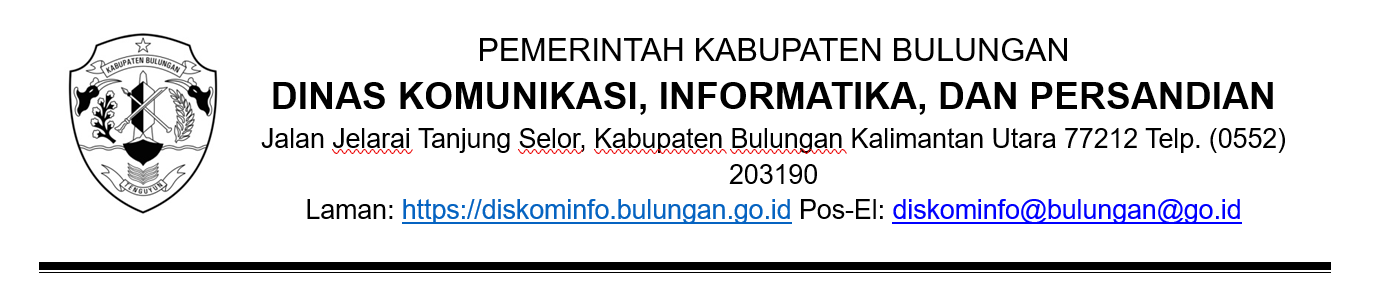 KABUPATEN BULUNGAN
TENGUYUN
PEMERINTAH KABUPATEN BULUNGAN
DINAS KOMUNIKASI, INFORMATIKA, DAN PERSANDIAN
Jalan Jelarai Tanjung Selor, Kabupaten Bulungan Kalimantan Utara 77212 Telp. (0552)
203190
Laman: https://diskominfo.bulungan.go.id Pos-El: diskominfo@bulungan@go.id